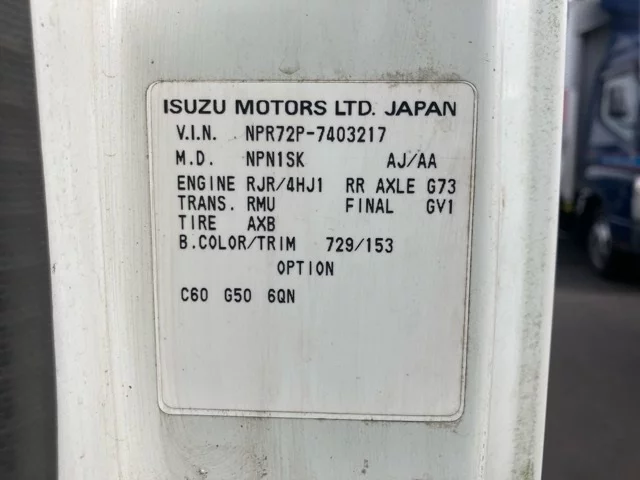 ISUZU MOTORS LTD. JAPAN
V.I.N. NPR72P-7403217
M.D. NPN1SK AJ/AA
ENGINE RJR/4HJ1 RR AXLE G73
TRANS. RMU FINAL GV1
TIRE AXB
B.COLOR/TRIM 729/153
OPTION
C60 G50 6QN